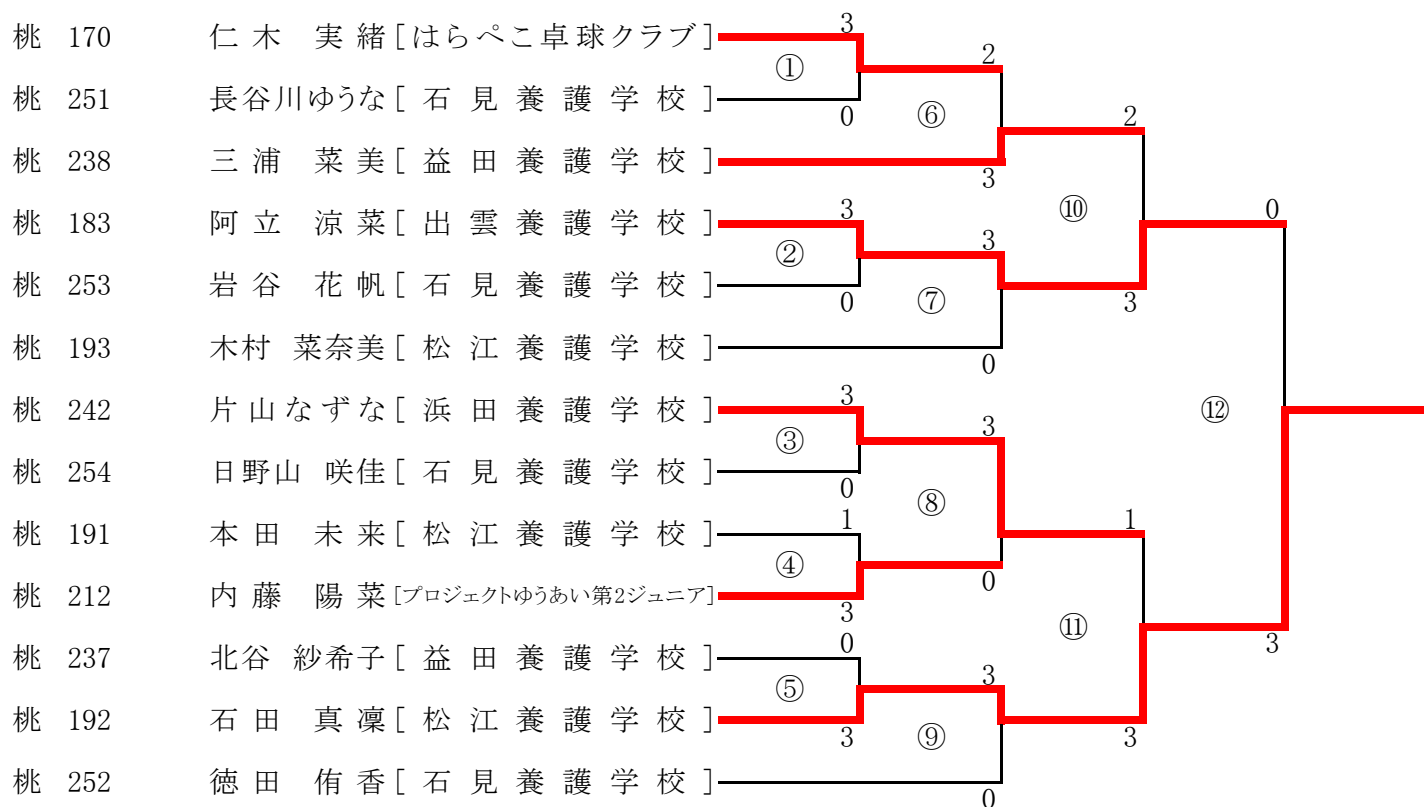 3
桃 170 仁木 実緒[はらぺこ卓球クラブ]
2
①
桃 251 長谷川ゆうな[石見養護学校]
0
⑥
2
桃 238 三浦 菜美[益田養護学校]
3
桃 183 阿立 涼菜[出雲養護学校]
3
⑩
0
②
3
桃 253 岩谷 花帆[石見養護学校]
0
⑦
3
桃 193 木村 菜奈美[松江養護学校]
0
桃 242 片山なずな[浜田養護学校]
3
⑫
③
3
桃 254 日野山 咲佳[石見養護学校]
0
⑧
桃 191 本田 未来[松江養護学校]
1
1
④
0
桃 212 内藤 陽菜[プロジェクトゆうあい第2ジュニア]
3
⑪
0
3
桃 237 北谷 紗希子[益田養護学校]
⑤
3
桃 192 石田 真凜[松江養護学校]
3
⑨
3
桃 252 徳田 侑香[石見養護学校]
0